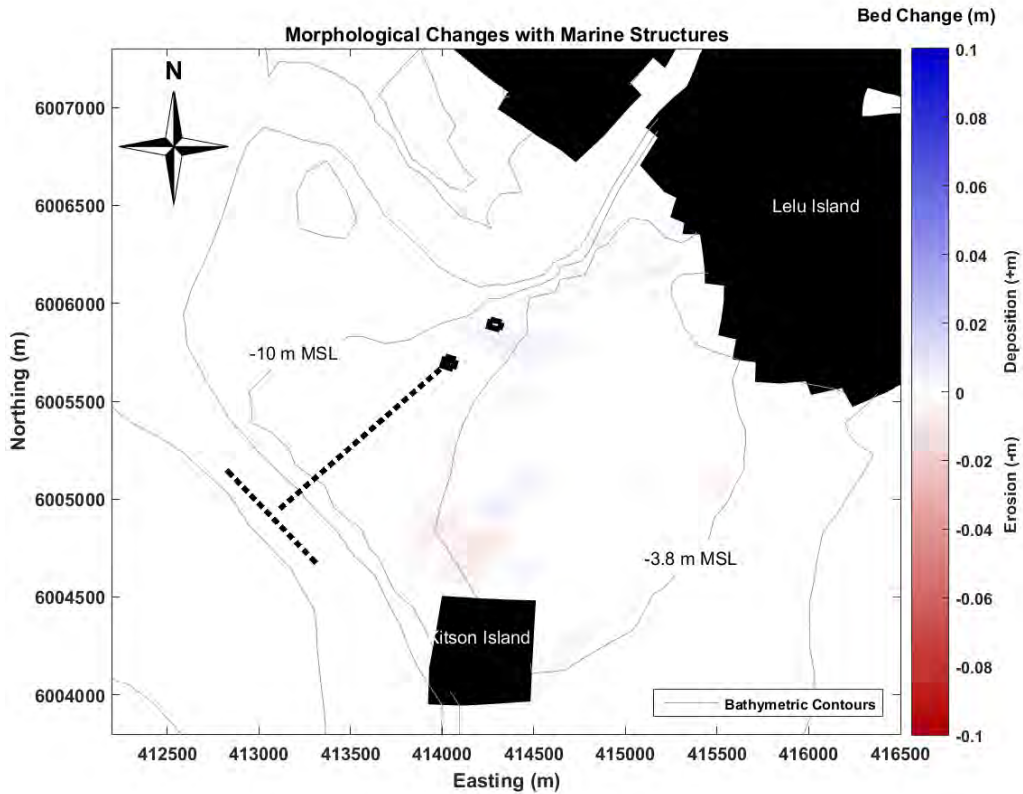 Bed Change (m)
Morphological Changes with Marine Structures
N
Lelu Island
-10 m MSL
-3.8 m MSL
Kitson Island
Bathymetric Contours
Northing (m)
7000
6007000
6006500
6006000
6005500
6005000
6004500
6004000
412500
413000
413500
414000
414500
415000
415500
416000
416500
Easting (m)
0.1
0.08
0.06
0.04
0.02
0
-0.02
-0.04
-0.06
-0.08
-0.1
Deposition (+m)
Erosion (-m)